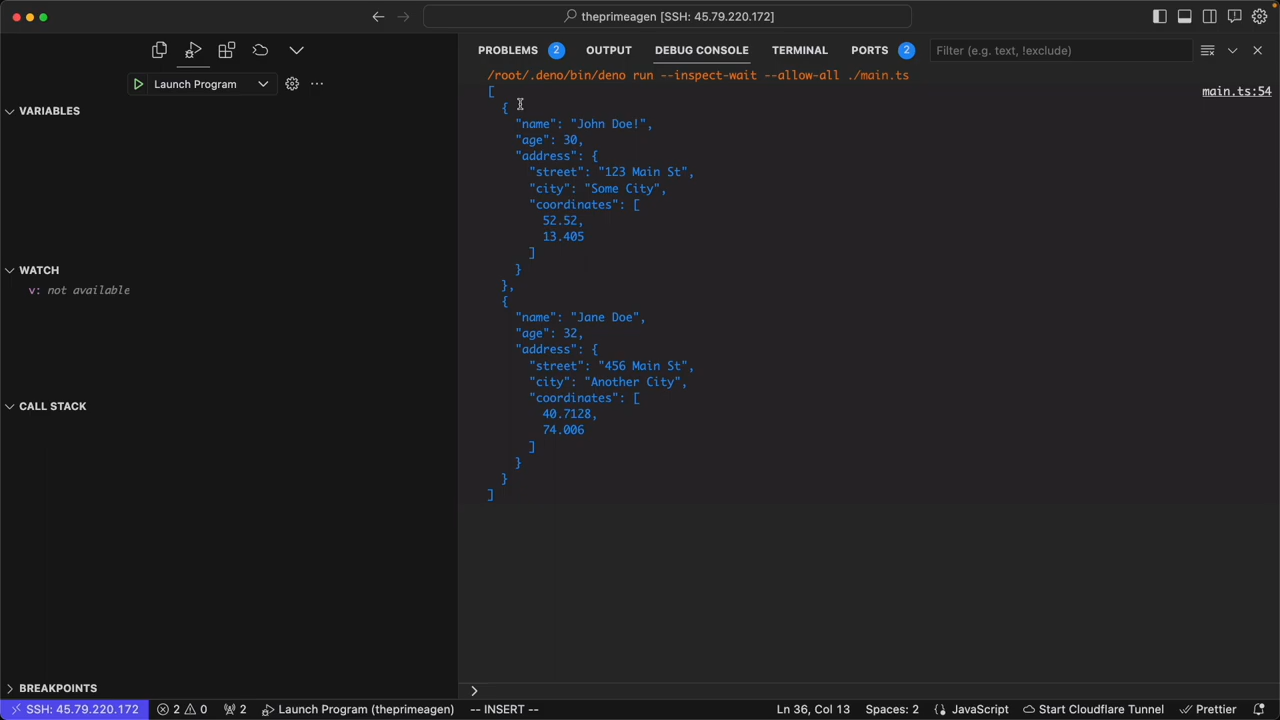 theprimeagen [SSH: 45.79.220.172]
Launch Program
VARIABLES
WATCH
v: not available
CALL STACK
BREAKPOINTS
PROBLEMS 2 OUTPUT DEBUG CONSOLE TERMINAL PORTS 2 Filter (e.g. text, !exclude)
/root/.deno/bin/deno run --inspect-wait --allow-all ./main.ts
[ main.ts:54
{
"name": "John Doe!",
"age": 30,
"address": {
"street": "123 Main St",
"city": "Some City",
"coordinates": [
52.52,
13.405
]
}
},
{
"name": "Jane Doe",
"age": 32,
"address": {
"street": "456 Main St",
"city": "Another City",
"coordinates": [
40.7128,
74.006
]
}
}
]
SSH: 45.79.220.172 2 0 2 Launch Program (theprimeagen) -- INSERT -- Ln 36, Col 13 Spaces: 2 JavaScript Start Cloudflare Tunnel Prettier